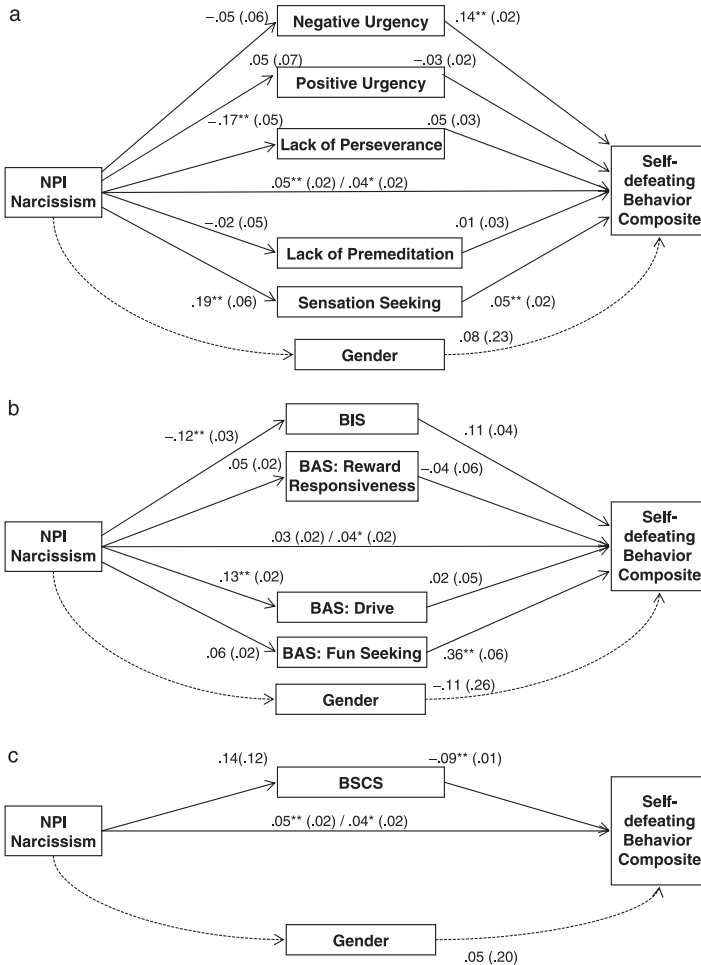 a
−.05 (.06)
Negative Urgency
.14** (.02)
.05 (.07)
Positive Urgency
−.03 (.02)
−.17** (.05)
Lack of Perseverance
.05 (.03)
NPI
Narcissism
.05** (.02) / .04* (.02)
Self-
defeating
Behavior
Composite
−.02 (.05)
Lack of Premeditation
.01 (.03)
.19** (.06)
Sensation Seeking
.05** (.02)
Gender
.08 (.23)
b
−.12** (.03)
BIS
.11 (.04)
.05 (.02)
BAS: Reward
Responsiveness
−.04 (.06)
NPI
Narcissism
.03 (.02) / .04* (.02)
Self-
defeating
Behavior
Composite
.13** (.02)
BAS: Drive
.02 (.05)
.06 (.02)
BAS: Fun Seeking
.36** (.06)
Gender
−.11 (.26)
c
.14(.12)
BSCS
−.09** (.01)
NPI
Narcissism
.05** (.02) / .04* (.02)
Self-
defeating
Behavior
Composite
Gender
.05 (.20)